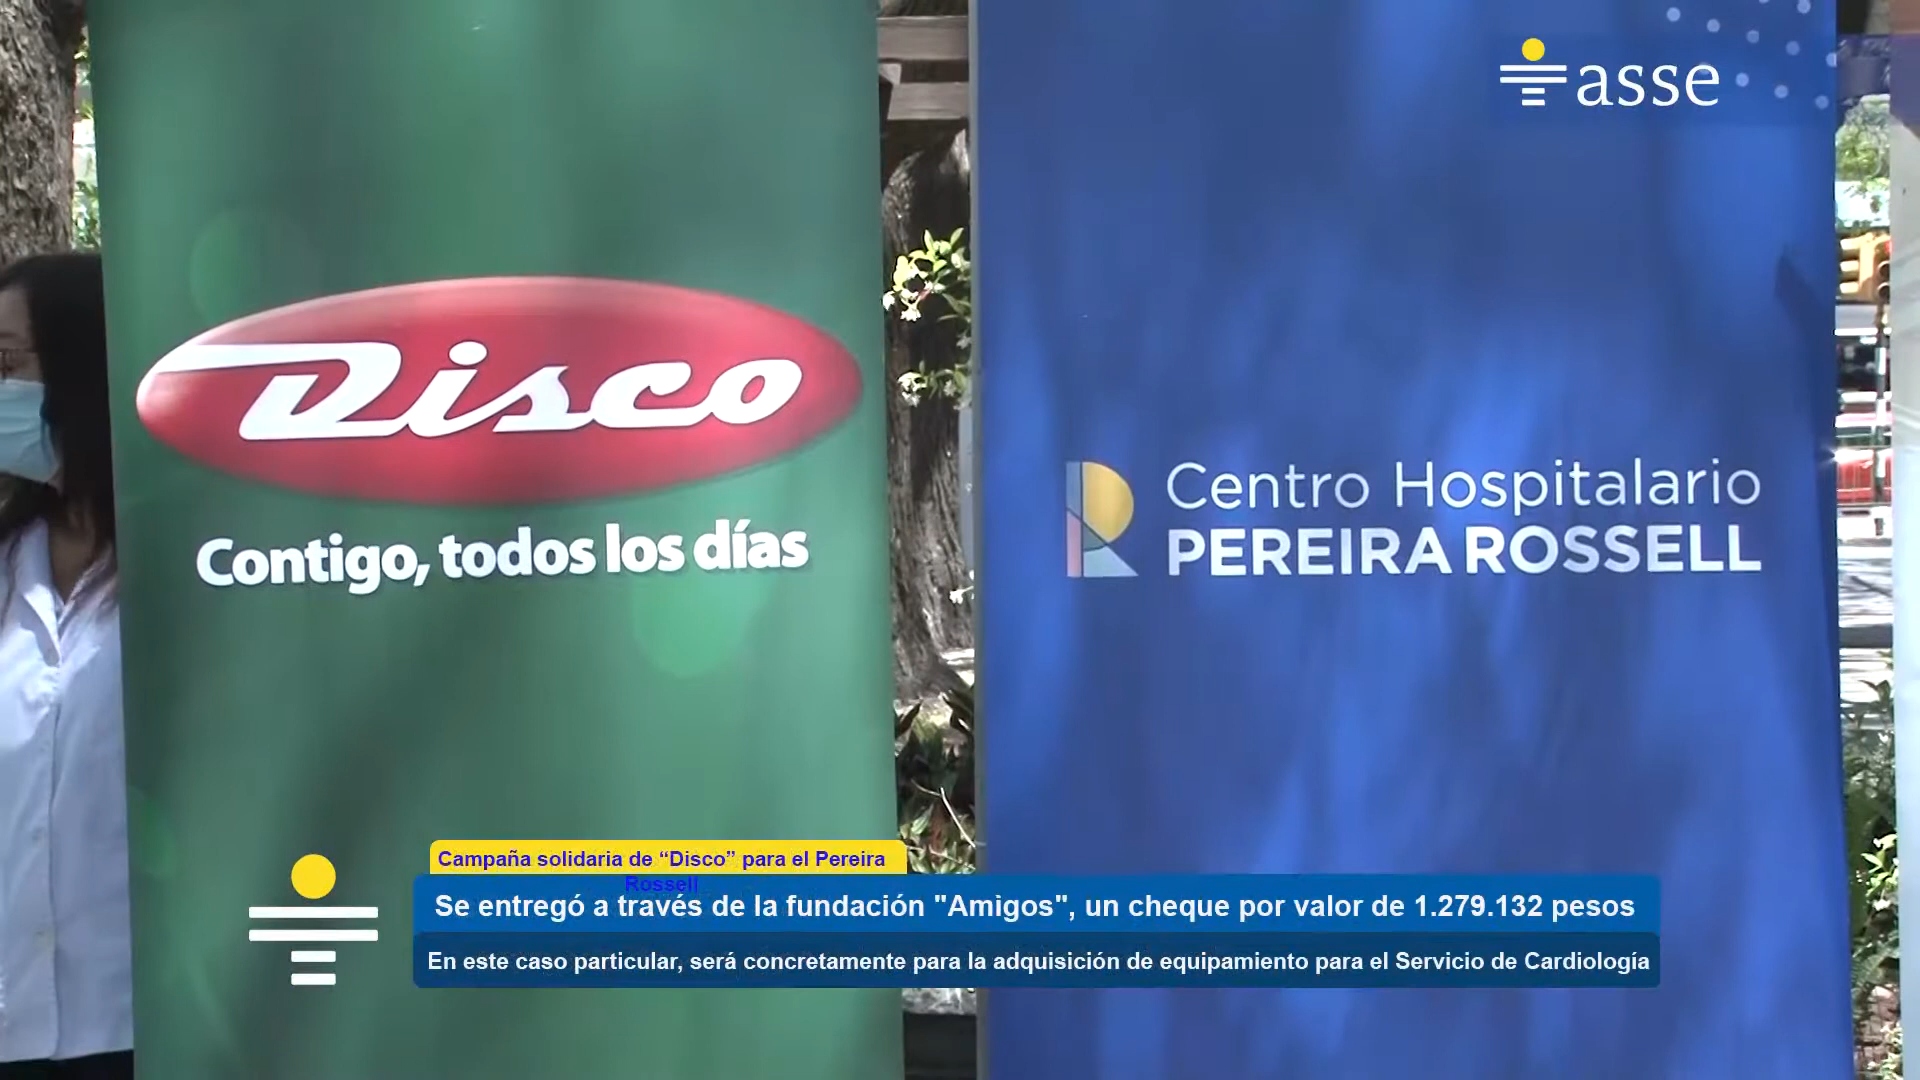 asse
Disco
Contigo, todos los días
Centro Hospitalario
PEREIRA ROSSELL
Campaña solidaria de “Disco” para el Pereira
Rossell
Se entregó a través de la fundación "Amigos", un cheque por valor de 1.279.132 pesos
En este caso particular, será concretamente para la adquisición de equipamiento para el Servicio de Cardiología